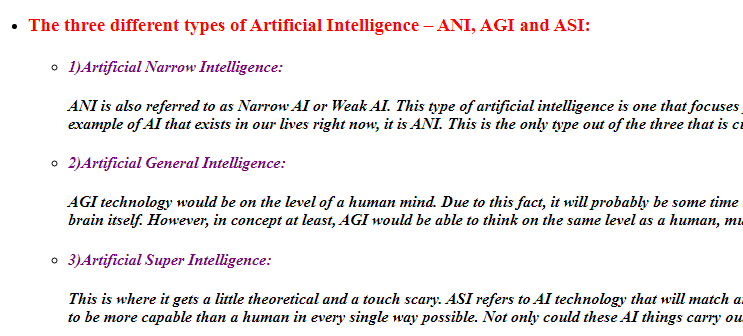 The three different types of Artificial Intelligence – ANI, AGI and ASI:
1)Artificial Narrow Intelligence:
ANI is also referred to as Narrow AI or Weak AI. This type of artificial intelligence is one that focuses
example of AI that exists in our lives right now, it is ANI. This is the only type out of the three that is
2)Artificial General Intelligence:
AGI technology would be on the level of a human mind. Due to this fact, it will probably be some time
brain itself. However, in concept at least, AGI would be able to think on the same level as a human,
3)Artificial Super Intelligence:
This is where it gets a little theoretical and a touch scary. ASI refers to AI technology that will match
to be more capable than a human in every single way possible. Not only could these AI things carry